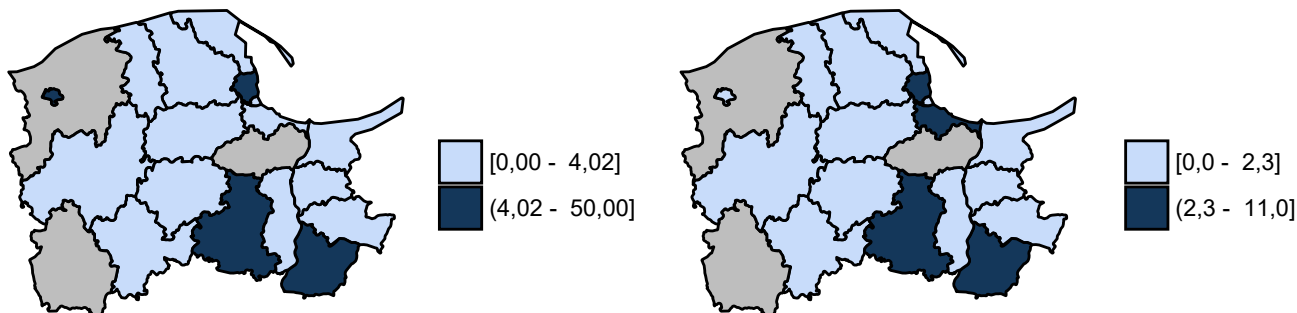 [0,00 - 4,02]
(4,02 - 50,00]
[0,0 - 2,3]
(2,3 - 11,0]